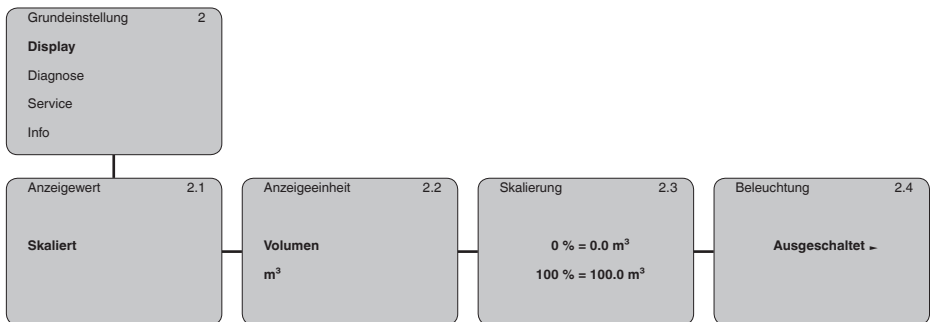 Grundeinstellung 2
Display
Diagnose
Service
Info
Anzeigewert 2.1
Skaliert
Anzeigeeinheit 2.2
Volumen
m³
Skalierung 2.3
0 % = 0.0 m³
100 % = 100.0 m³
Beleuchtung 2.4
Ausgeschaltet ►